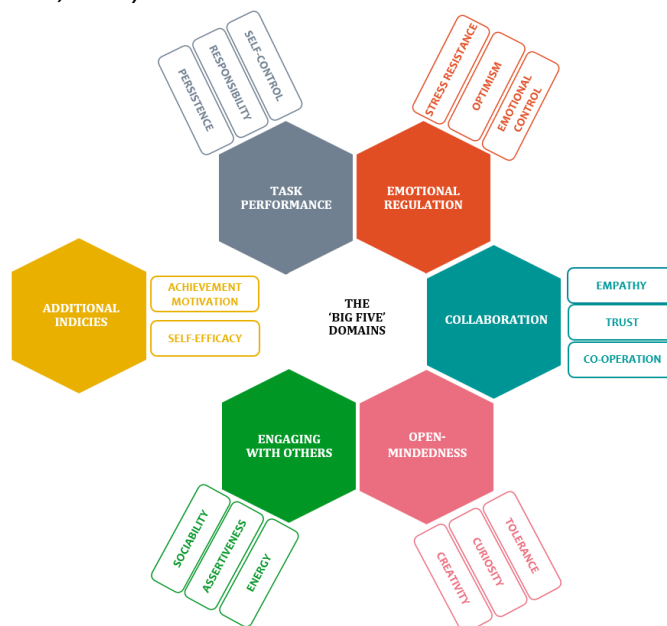 PERSISTENCE
RESPONSIBILITY
SELF-CONTROL
STRESS RESISTANCE
OPTIMISM
EMOTIONAL
CONTROL
TASK
PERFORMANCE
EMOTIONAL
REGULATION
ADDITIONAL
INDICIES
ACHIEVEMENT
MOTIVATION
SELF-EFFICACY
THE
‘BIG FIVE’
DOMAINS
COLLABORATION
EMPATHY
TRUST
CO-OPERATION
ENGAGING
WITH OTHERS
OPEN-
MINDEDNESS
SOCIABILITY
ASSERTIVENESS
ENERGY
CREATIVITY
CURIOSITY
TOLERANCE